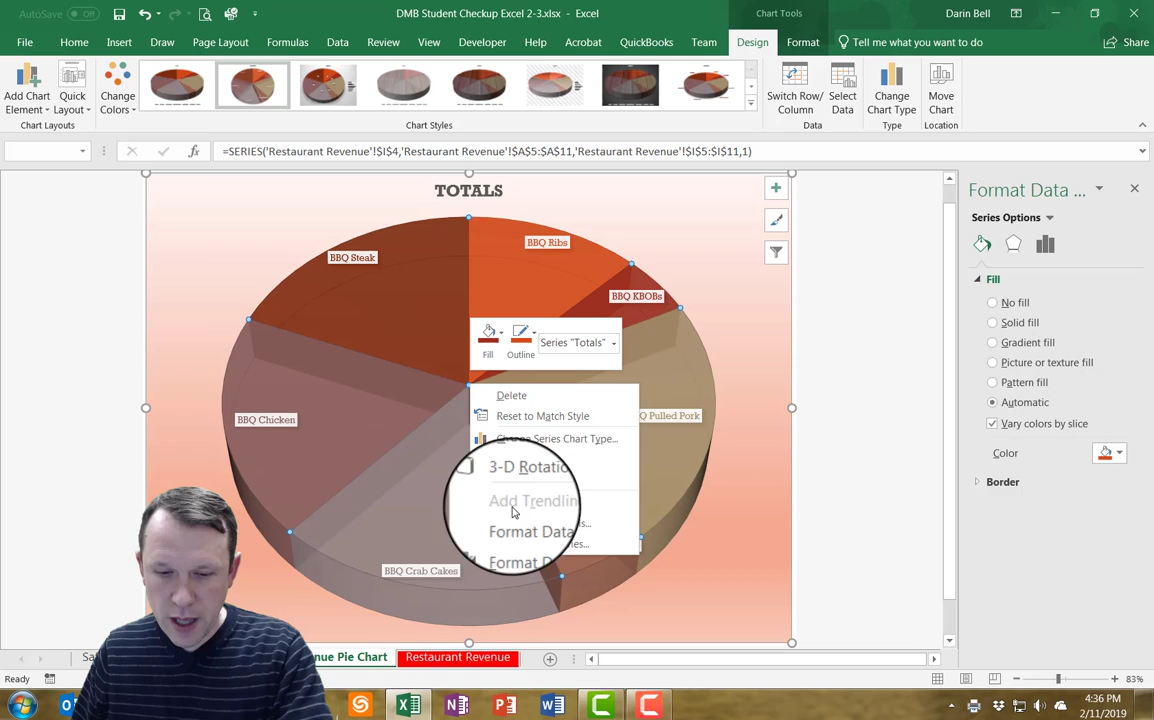 AutoSave Off
DMB Student Checkup Excel 2-3.xlsx - Excel
Chart Tools
Darin Bell
File Home Insert Draw Page Layout Formulas Data Review View Developer Help Acrobat QuickBooks Team Design Format Tell me what you want to do Share
Add Chart Element
Quick Layout
Change Colors
Switch Row/ Column
Select Data
Change Chart Type
Move Chart
Chart Layouts
Chart Styles
Data
Type
Location
fx =SERIES('Restaurant Revenue'!$I$4,'Restaurant Revenue'!$A$5:$A$11,'Restaurant Revenue'!$I$5:$I$11,1)
TOTALS
BBQ Ribs
BBQ Steak
BBQ KBOBs
BBQ Chicken
Q Pulled Pork
BBQ Crab Cakes
Fill
Outline
Series "Totals"
Delete
Reset to Match Style
Change Series Chart Type...
3-D Rotatio
Add Trendlin
Format Data
Format D
Format Data ...
Series Options
Fill
No fill
Solid fill
Gradient fill
Picture or texture fill
Pattern fill
Automatic
Vary colors by slice
Color
Border
nue Pie Chart
Restaurant Revenue
Ready
83%
4:36 PM
2/11/2019